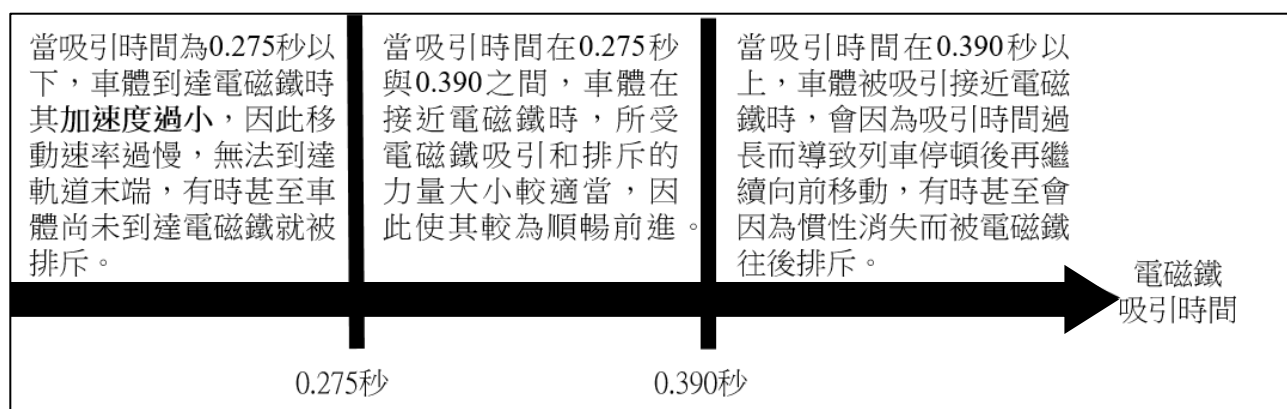 當吸引時間為0.275秒以
下，車體到達電磁鐵時
其加速度過小，因此移
動速率過慢，無法到達
軌道末端，有時甚至車
體尚未到達電磁鐵就被
排斥。
當吸引時間在0.275秒
與0.390之間，車體在
接近電磁鐵時，所受
電磁鐵吸引和排斥的
力量大小較適當，因
此使其較為順暢前進。
當吸引時間在0.390秒以
上，車體被吸引接近電磁
鐵時，會因為吸引時間過
長而導致列車停頓後再繼
續向前移動，有時甚至會
因為慣性消失而被電磁鐵
往後排斥。
電磁鐵
吸引時間
0.275秒
0.390秒